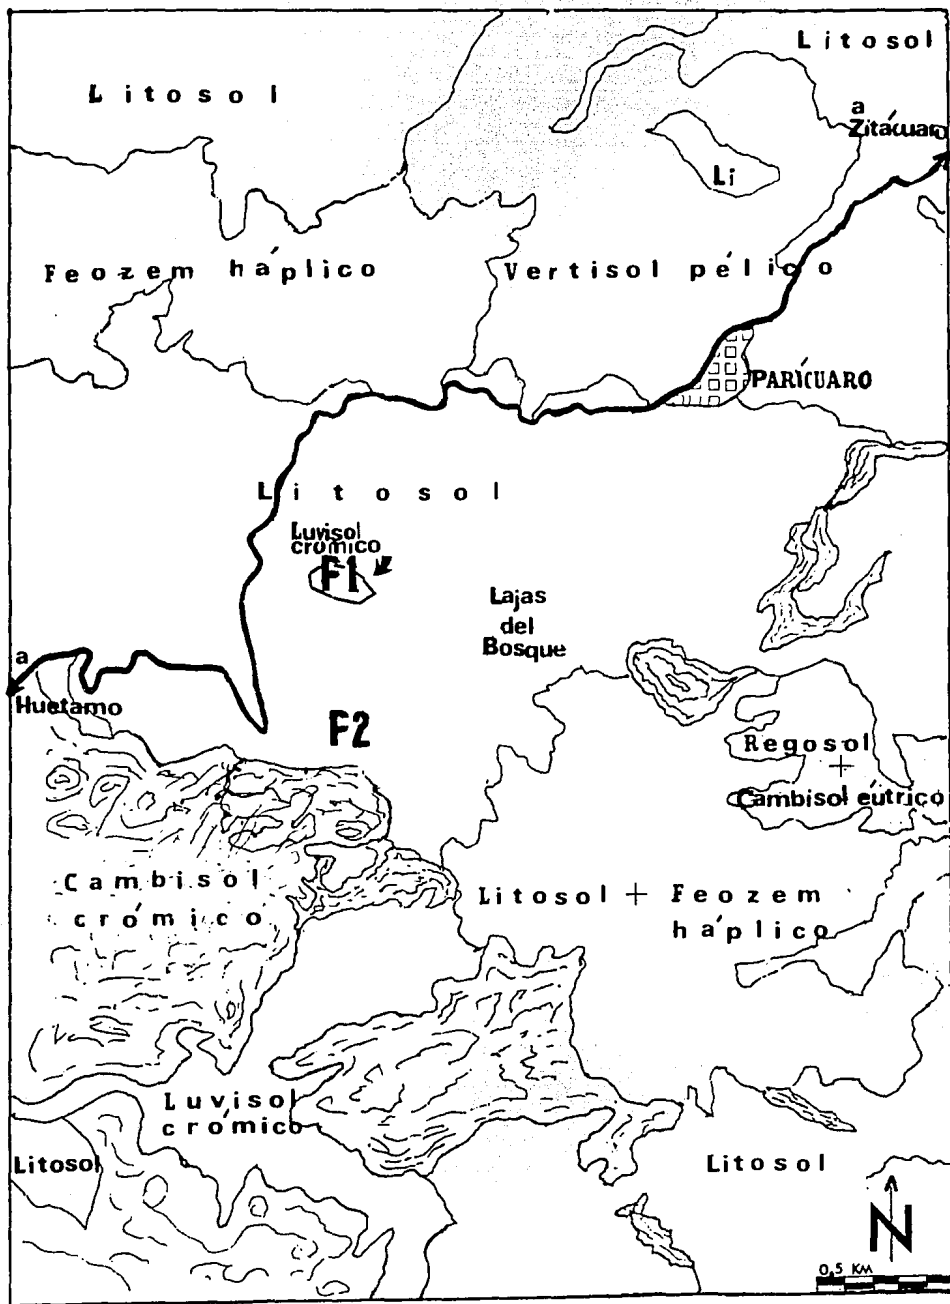 Litosol
Litosol
a
Zitácuaro
Li
Feozem háplico
Vertisol pélico
PARÍCUARO
Litosol
Luvisol
crómico
F1
Lajas
del
Bosque
a
Huetamo
F2
Regosol
+
Cambisol eútrico
Cambisol
crómico
Litosol + Feozem
háplico
Luvisol
crómico
Litosol
Litosol
N
0,5 KM